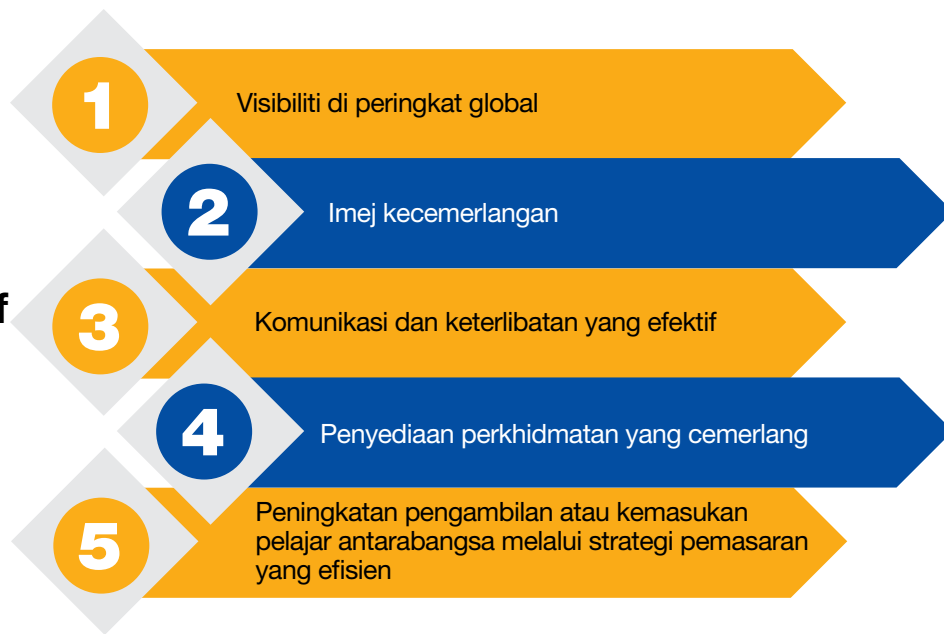 1
Visibiliti di peringkat global
2
Imej kecemerlangan
f
3
Komunikasi dan keterlibatan yang efektif
4
Penyediaan perkhidmatan yang cemerlang
5
Peningkatan pengambilan atau kemasukan
pelajar antarabangsa melalui strategi pemasaran
yang efisien